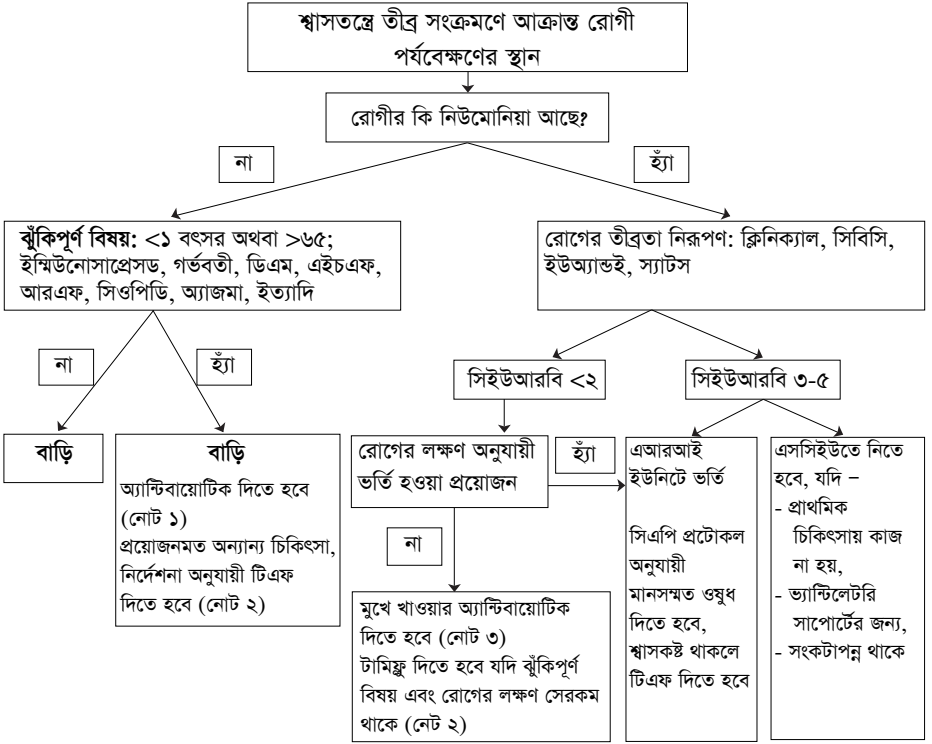 শ্বাসতন্ত্রে তীব্র সংক্রমণে আক্রান্ত রোগী
পর্যবেক্ষণের স্থান
রোগীর কি নিউমোনিয়া আছে?
না
হ্যাঁ
ঝুঁকিপূর্ণ বিষয়: <১ বৎসর অথবা >৬৫;
ইম্মিউনোসাপ্রেসড, গর্ভবতী, ডিএম, এইচএফ,
আরএফ, সিওপিডি, অ্যাজমা, ইত্যাদি
রোগের তীব্রতা নিরূপণ: ক্লিনিক্যাল, সিবিসি,
ইউঅ্যান্ডই, স্যাটস
না
হ্যাঁ
সিইউআরবি <২
সিইউআরবি ৩-৫
বাড়ি
বাড়ি
অ্যান্টিবায়োটিক দিতে হবে
(নোট ১)
প্রয়োজনমত অন্যান্য চিকিৎসা,
নির্দেশনা অনুযায়ী টিএফ
দিতে হবে (নোট ২)
রোগের লক্ষণ অনুযায়ী
ভর্তি হওয়া প্রয়োজন
হ্যাঁ
না
মুখে খাওয়ার অ্যান্টিবায়োটিক
দিতে হবে (নোট ৩)
টামিফ্লু দিতে হবে যদি ঝুঁকিপূর্ণ
বিষয় এবং রোগের লক্ষণ সেরকম
থাকে (নেট ২)
এআরআই
ইউনিটে ভর্তি
সিএপি প্রটোকল
অনুযায়ী
মানসম্মত ওষুধ
দিতে হবে,
শ্বাসকষ্ট থাকলে
টিএফ দিতে হবে
এসসিইউতে নিতে
হবে, যদি –
- প্রাথমিক
চিকিৎসায় কাজ
না হয়,
- ভ্যান্টিলেটরি
সাপোর্টের জন্য,
- সংকটাপন্ন থাকে